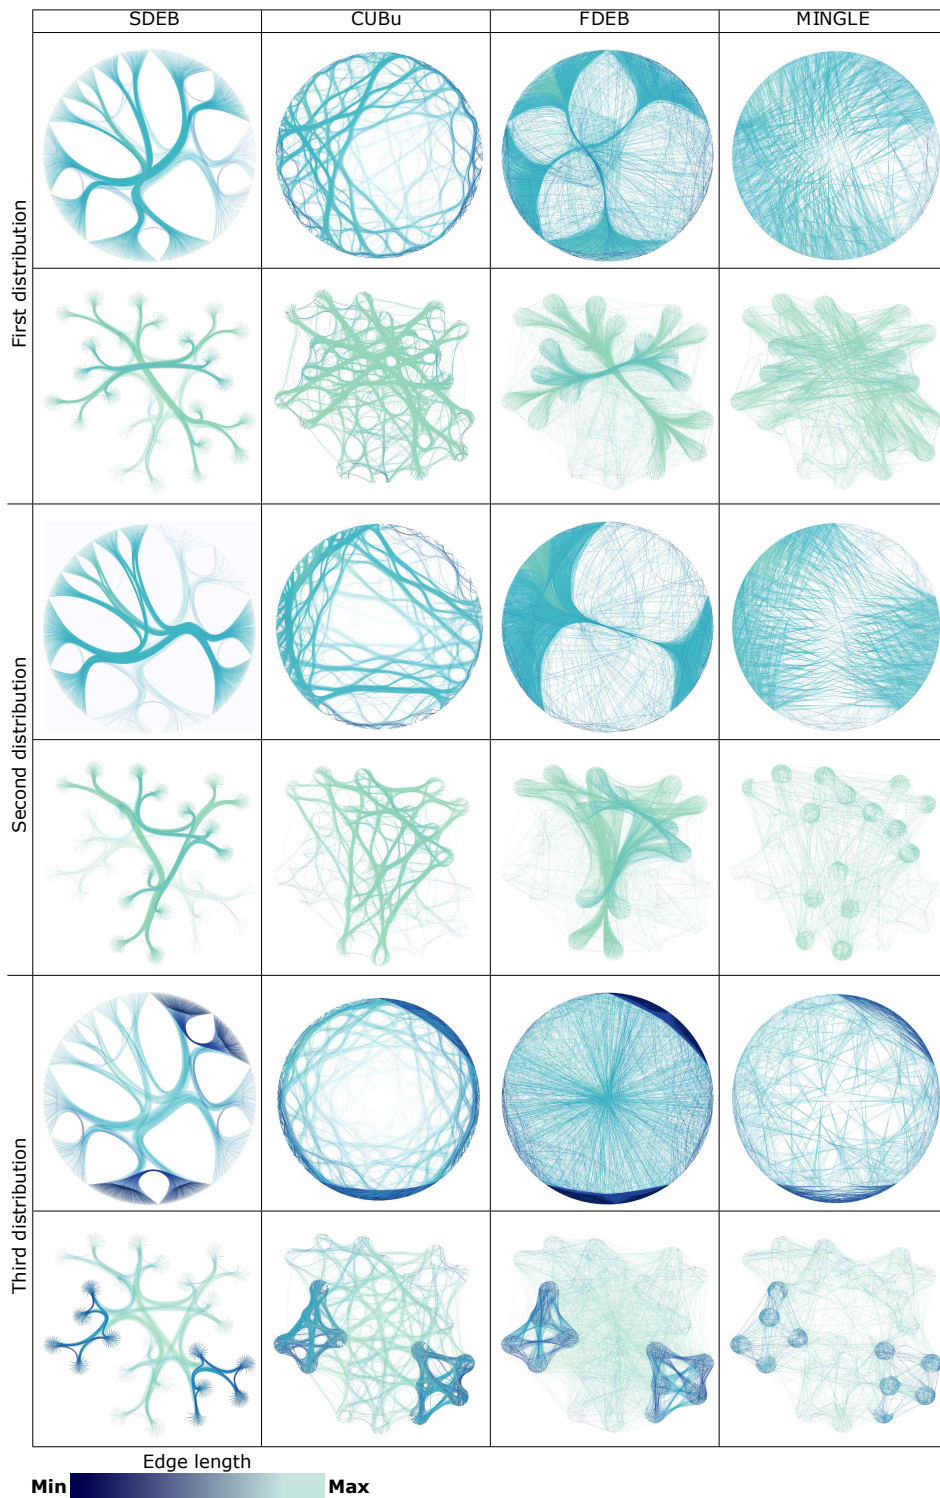 SDEB CUBu FDEB MINGLE
First distribution
Second distribution
Third distribution
Edge length
Min Max